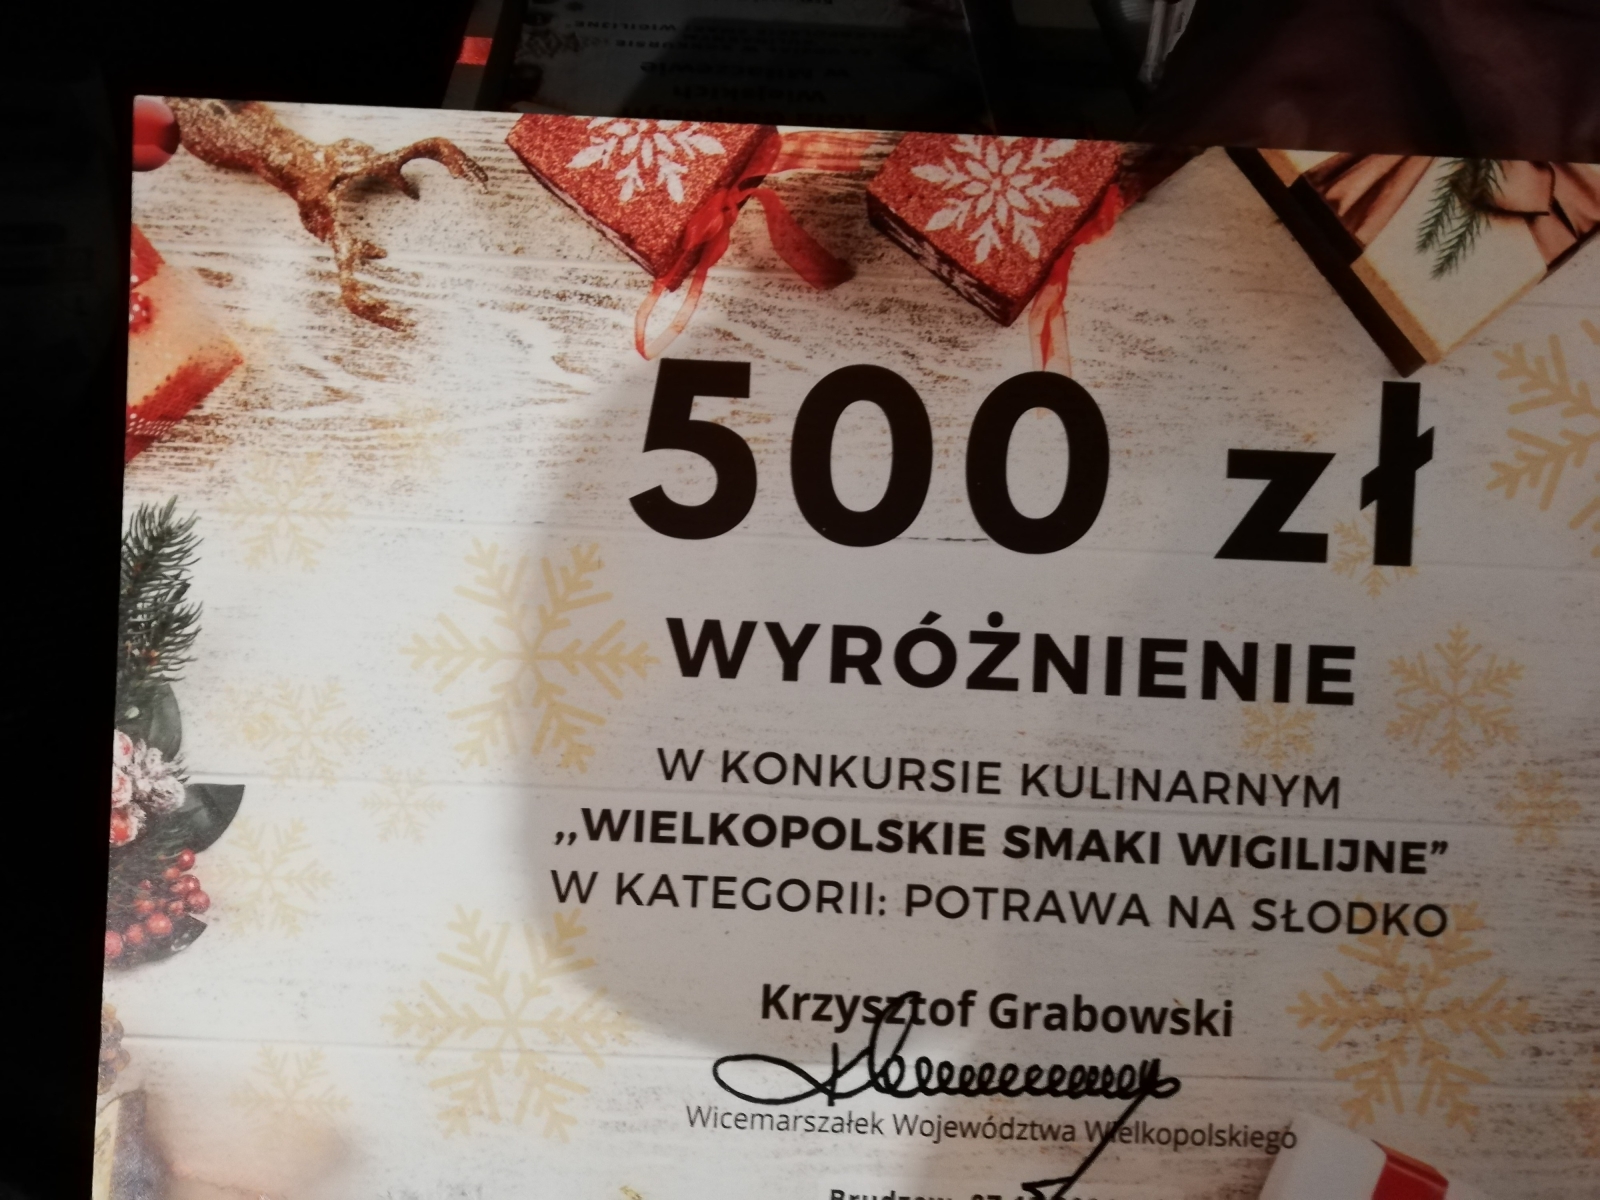 500 zł
WYRÓŻNIENIE
W KONKURSIE KULINARNYM
,,WIELKOPOLSKIE SMAKI WIGILIJNE”
W KATEGORII: POTRAWA NA SŁODKO
Krzysztof Grabowski
Wicemarszałek Województwa Wielkopolskiego